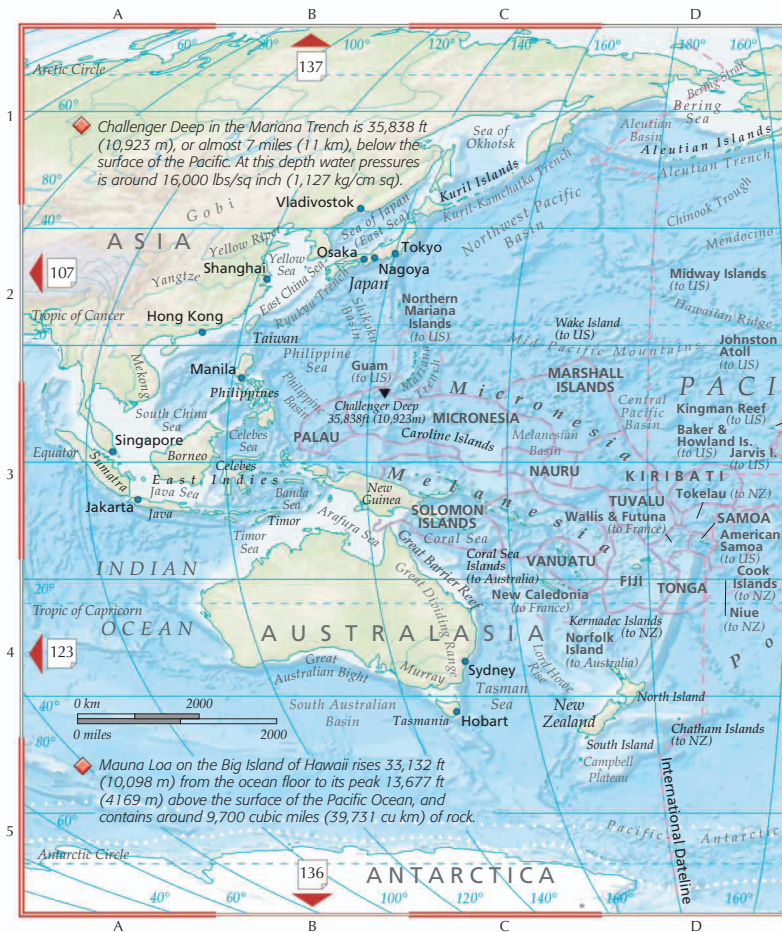 A
B
C
D
60°
80°
100°
120°
140°
160°
160°
Arctic Circle
137
Bering Strait
Bering
Sea
1
60°
Challenger Deep in the Mariana Trench is 35,838 ft
(10,923 m), or almost 7 miles (11 km), below the
surface of the Pacific. At this depth water pressures
is around 16,000 lbs/sq inch (1,127 kg/cm sq).
Sea of
Okhotsk
Aleutian
Basin
Aleutian Islands
Aleutian Trench
80°
Kuril Islands
Kuril-Kamchatka Trench
Gobi
Vladivostok
40°
Sea of Japan
(East Sea)
Northwest Pacific
Basin
Chinook Trough
Mendocino
ASIA
Yellow River
Yellow
Sea
Osaka
Tokyo
Nagoya
107
Yangtze
Shanghai
East China Sea
Japan
Midway Islands
(to US)
2
Ryukyu Trench
Shikoku
Basin
Northern
Mariana
Islands
(to US)
Hawaiian Ridge
Tropic of Cancer
Hong Kong
20°
Taiwan
Wake Island
(to US)
Mid Pacific Mountains
Johnston
Atoll
(to US)
Philippine
Sea
Guam
(to US)
Mariana
Trench
MARSHALL
ISLANDS
Mekong
Manila
Philippines
Philippine
Basin
Challenger Deep
35,838ft (10,923m)
Micronesia
PACI
South China
Sea
MICRONESIA
Central
Pacific
Basin
Kingman Reef
(to US)
Baker &
Howland Is.
(to US)
Jarvis I.
(to US)
PALAU
Caroline Islands
Melanesian
Basin
Singapore
Celebes
Sea
Equator
Borneo
3
Sumatra
Celebes
East Indies
Melanesia
NAURU
KIRIBATI
Java Sea
Banda
Sea
New
Guinea
TUVALU
Tokelau (to NZ)
Jakarta
Java
Timor
Arafura Sea
SOLOMON
ISLANDS
Wallis & Futuna
(to France)
SAMOA
Timor
Sea
Coral Sea
American
Samoa
(to US)
Great Barrier Reef
Coral Sea
Islands
(to Australia)
VANUATU
INDIAN
20°
Great Dividing Range
New Caledonia
(to France)
FIJI
TONGA
Cook
Islands
(to NZ)
Tropic of Capricorn
Niue
(to NZ)
OCEAN
AUSTRALASIA
Kermadec Islands
(to NZ)
4
123
Norfolk
Island
(to Australia)
Po
Great
Australian Bight
Murray
Sydney
Lord Howe
Rise
Tasman
Sea
40°
0 km
2000
South Australian
Basin
Tasmania
Hobart
New
Zealand
North Island
0 miles
2000
80°
South Island
Chatham Islands
(to NZ)
Mauna Loa on the Big Island of Hawaii rises 33,132 ft
(10,098 m) from the ocean floor to its peak 13,677 ft
(4169 m) above the surface of the Pacific Ocean, and
contains around 9,700 cubic miles (39,731 cu km) of rock.
Campbell
Plateau
International Dateline
5
60°
Pacific
Antarctic
Antarctic Circle
136
ANTARCTICA
40°
60°
80°
100°
120°
140°
160°
160°
A
B
C
D